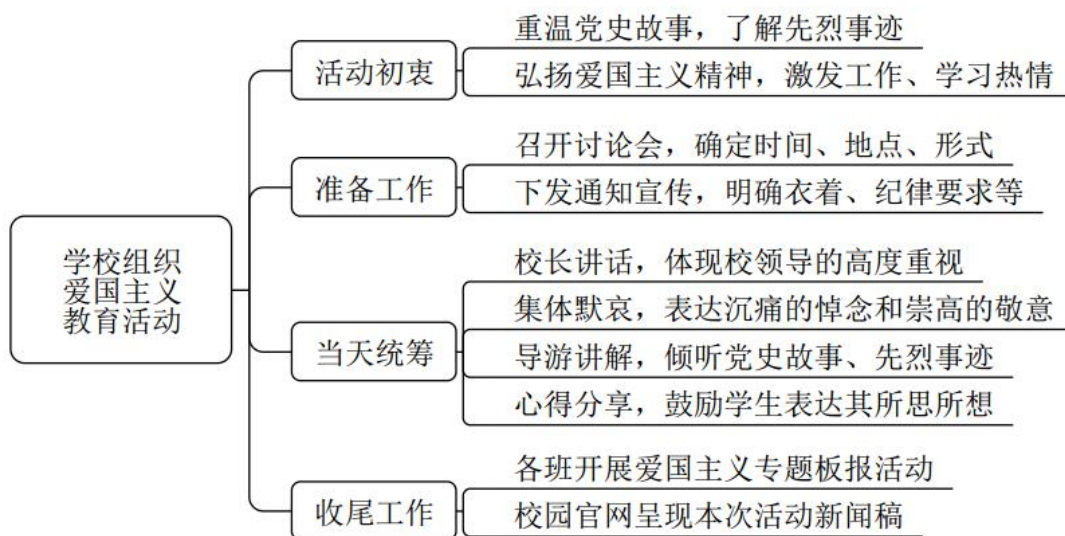 学校组织
爱国主义
教育活动
活动初衷
重温党史故事，了解先烈事迹
弘扬爱国主义精神，激发工作、学习热情
准备工作
召开讨论会，确定时间、地点、形式
下发通知宣传，明确衣着、纪律要求等
当天统筹
校长讲话，体现校领导的高度重视
集体默哀，表达沉痛的悼念和崇高的敬意
导游讲解，倾听党史故事、先烈事迹
心得分享，鼓励学生表达其所思所想
收尾工作
各班开展爱国主义专题板报活动
校园官网呈现本次活动新闻稿